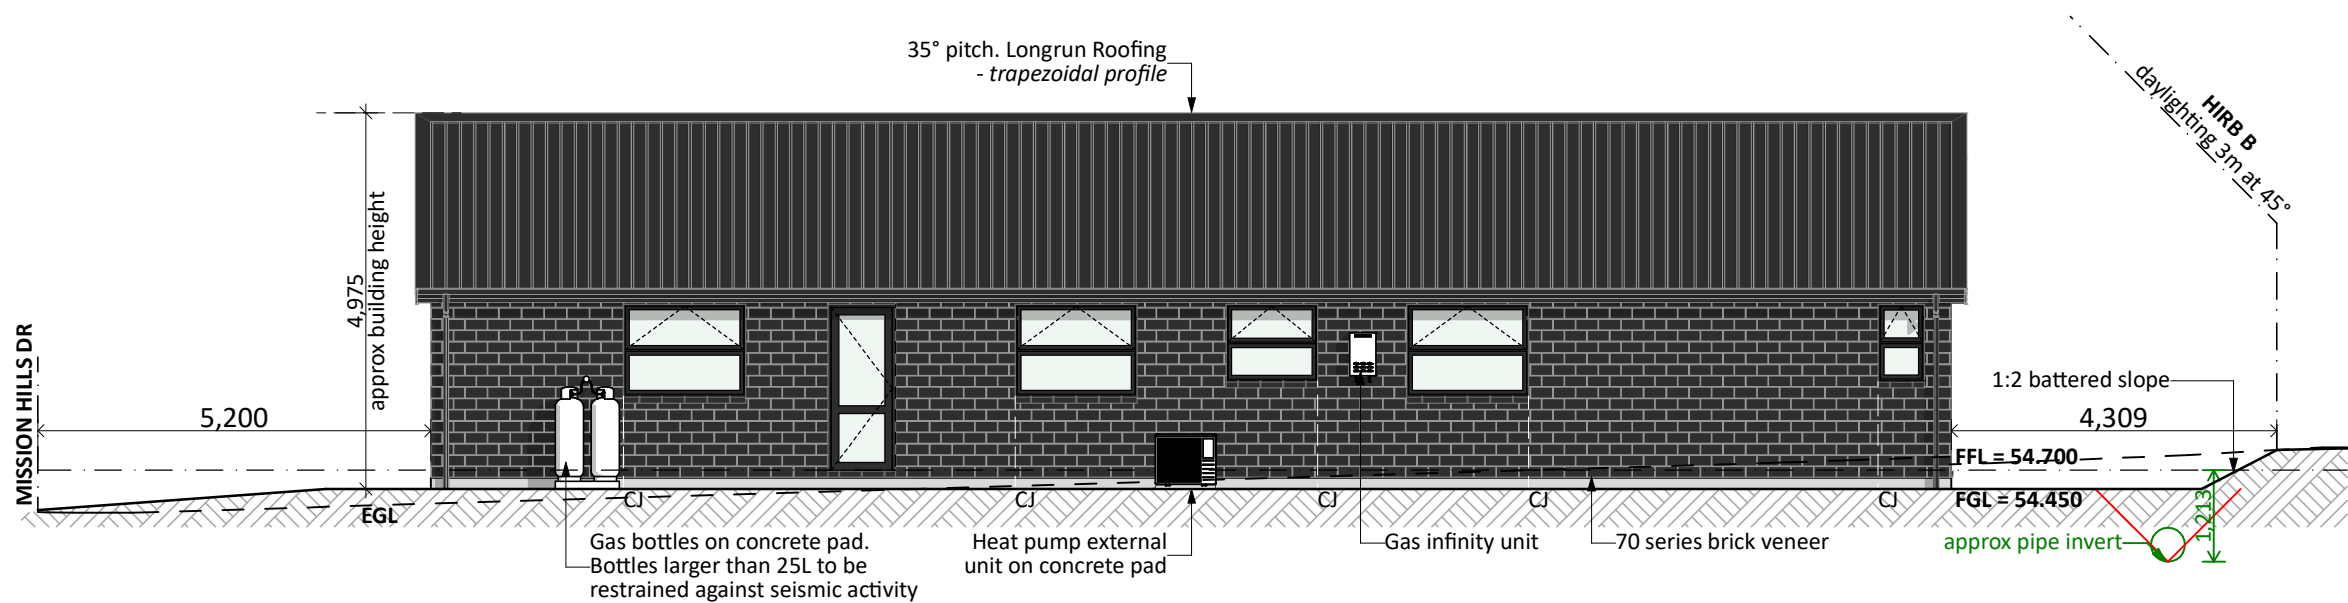 35° pitch. Longrun Roofing
- trapezoidal profile
HIRB B
daylighting 3m at 45°
4,975
approx building height
MISSION HILLS DR
5,200
1:2 battered slope
4,309
FFL = 54.700
FGL = 54.450
EGL
CJ
CJ
CJ
CJ
CJ
1,213
approx pipe invert
Gas bottles on concrete pad.
Bottles larger than 25L to be
restrained against seismic activity
Heat pump external
unit on concrete pad
Gas infinity unit
70 series brick veneer